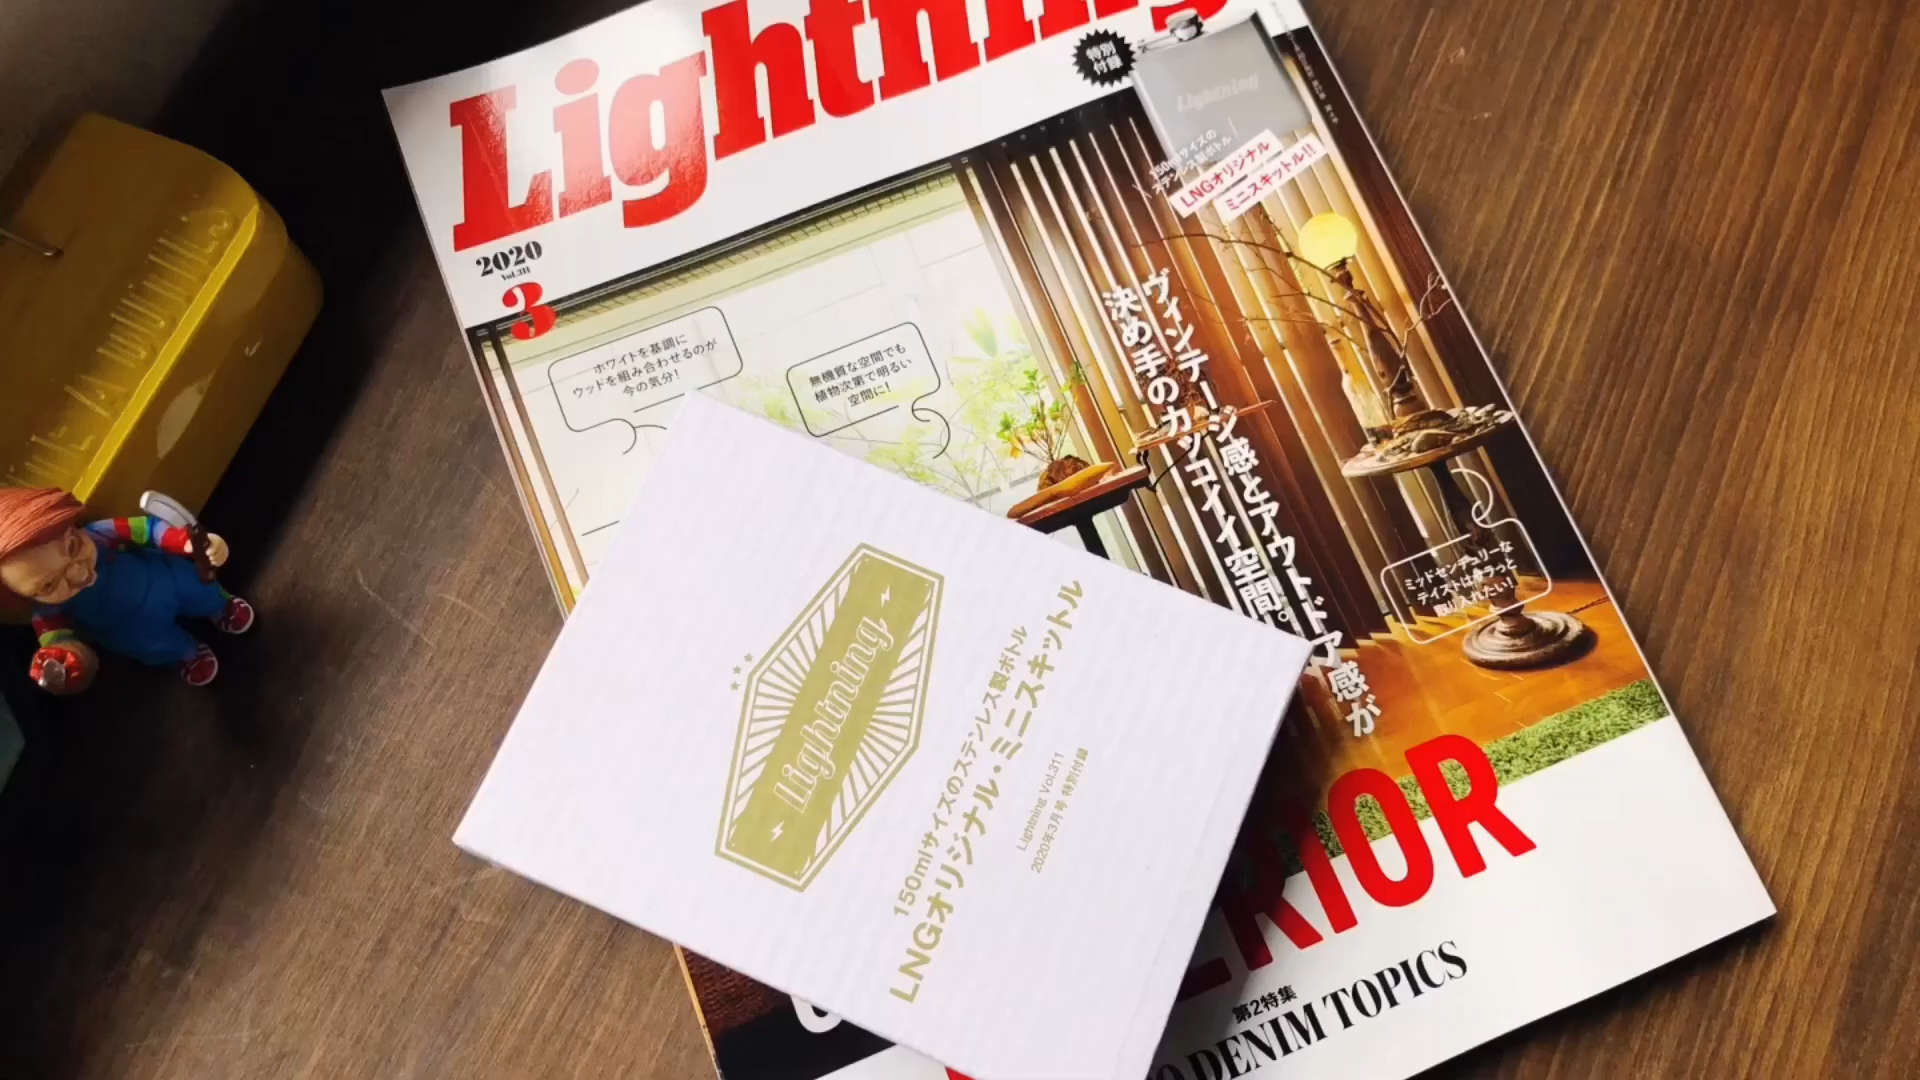 Lightning
特別
付録
Lightning
150mlサイズの
ステンレス製ボトル
LNGオリジナル
ミニスキットル!!
2020
Vol.311
3
ホワイトを基調に
ウッドを組み合わせるのが
今の気分!
無機質な空間でも
植物次第で明るい
空間に!
ヴィンテージ感とアウトドア感が
決め手のカッコイイ空間。
ミッドセンチュリーな
テイストはサラっと
取り入れたい!
Lightning
150mlサイズのステンレス製ボトル
LNGオリジナル・ミニスキットル
Lightning Vol.311
2020年3月号 特別付録
ERIOR
第2特集
DENIM TOPICS